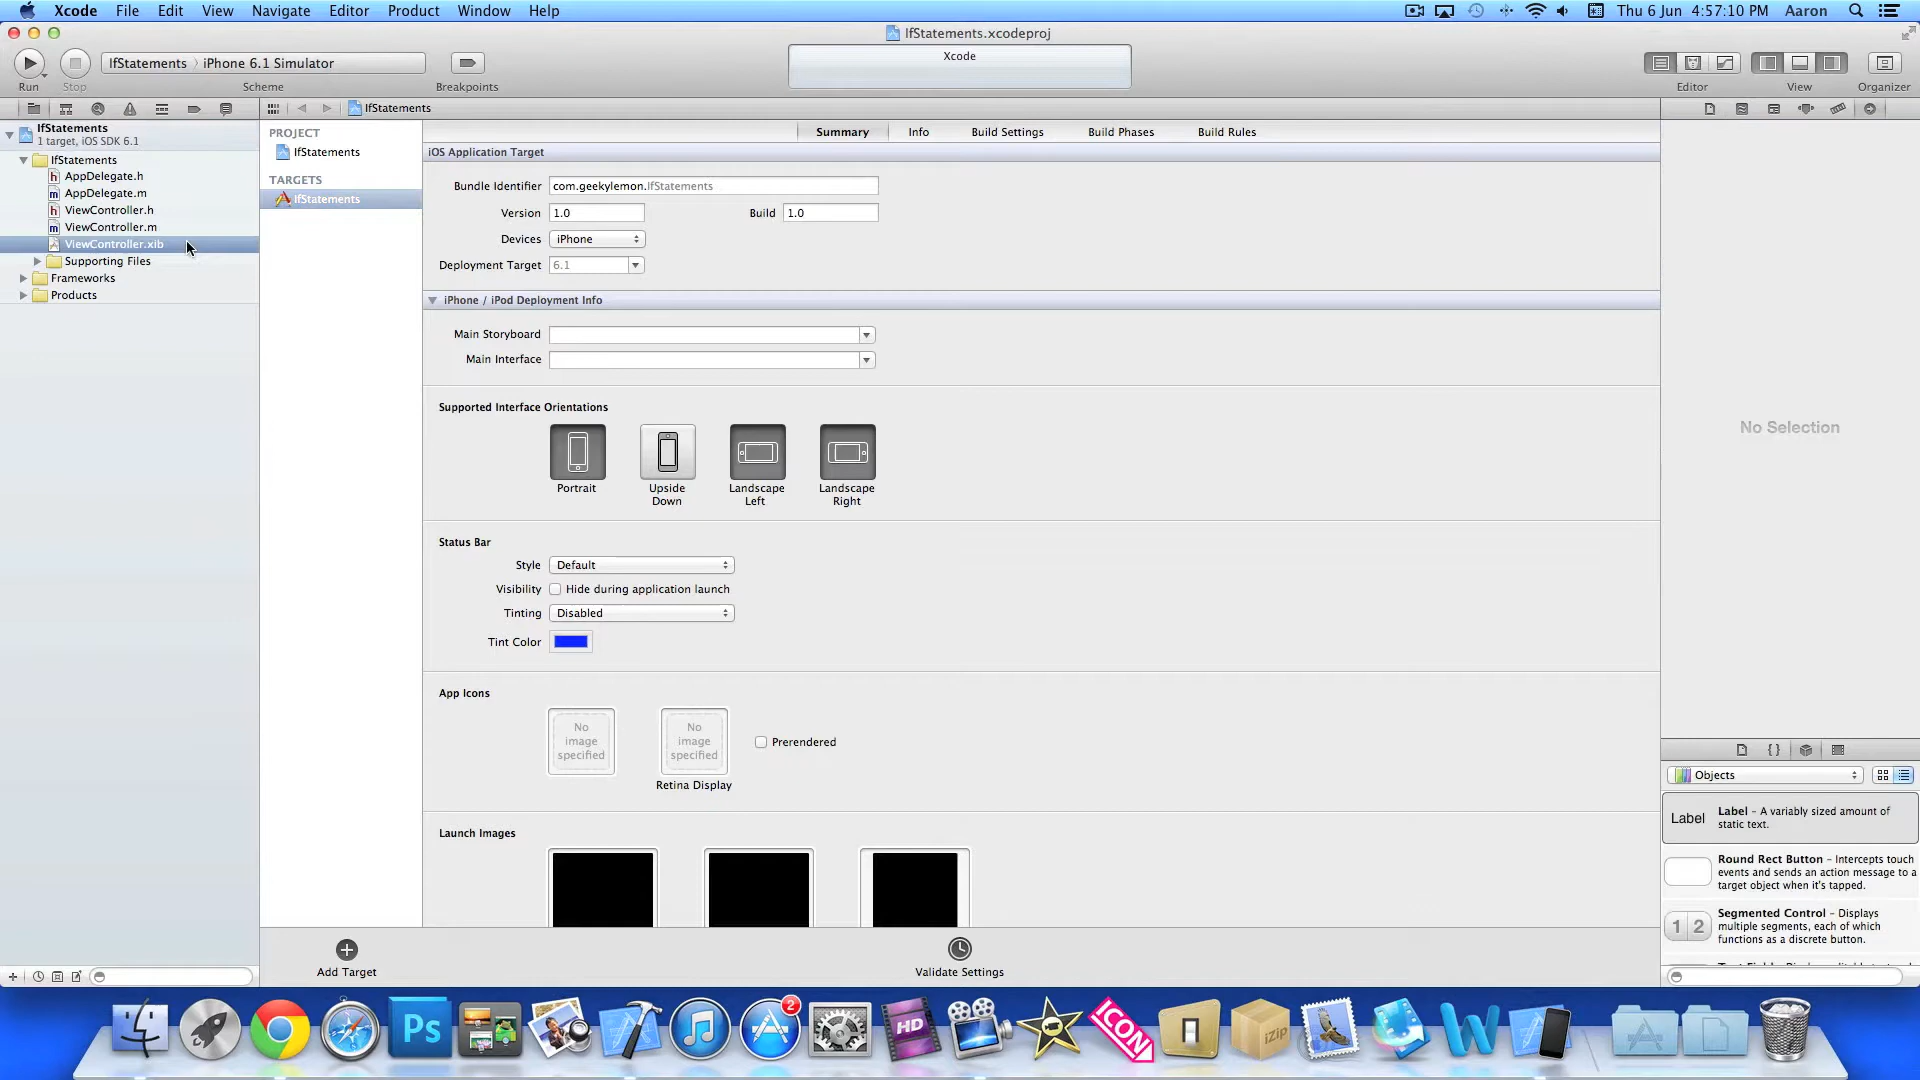 Xcode File Edit View Navigate Editor Product Window Help Thu 6 Jun 4:57:10 PM Aaron
IfStatements.xcodeproj
IfStatements iPhone 6.1 Simulator
Xcode
Run Stop Scheme Breakpoints Editor View Organizer
IfStatements
IfStatements
1 target, iOS SDK 6.1
IfStatements
AppDelegate.h
AppDelegate.m
ViewController.h
ViewController.m
ViewController.xib
Supporting Files
Frameworks
Products
PROJECT
IfStatements
TARGETS
IfStatements
Summary Info Build Settings Build Phases Build Rules
iOS Application Target
Bundle Identifier com.geekylemon.IfStatements
Version 1.0 Build 1.0
Devices iPhone
Deployment Target 6.1
iPhone / iPod Deployment Info
Main Storyboard
Main Interface
Supported Interface Orientations
Portrait
Upside
Down
Landscape
Left
Landscape
Right
Status Bar
Style Default
Visibility Hide during application launch
Tinting Disabled
Tint Color
App Icons
No
image
specified
No
image
specified
Prerendered
Retina Display
Launch Images
Add Target
Validate Settings
No Selection
{ }
Objects
Label
Label – A variably sized amount of
static text.
Round Rect Button – Intercepts touch
events and sends an action message to a
target object when it's tapped.
1 2
Segmented Control – Displays
multiple segments, each of which
functions as a discrete button.
Ps
2
HD
ICON
iZip
W